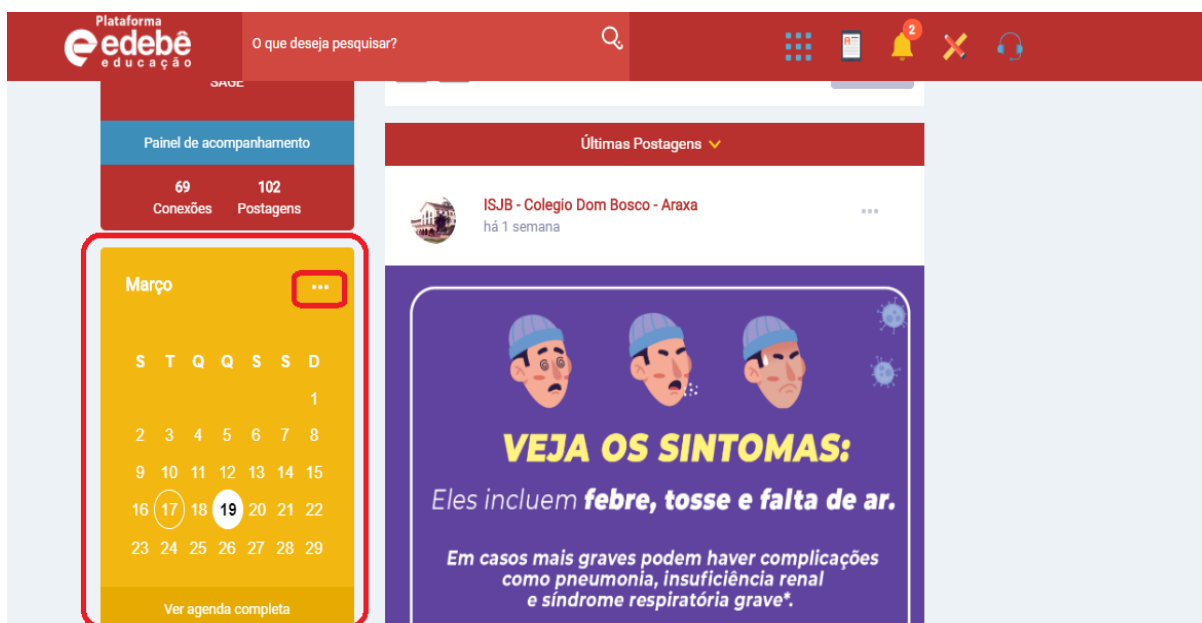 Plataforma
edebê
educação
O que deseja pesquisar?
2
SAGE
Painel de acompanhamento
69 102
Conexões Postagens
Março ...
S T Q Q S S D
1
2 3 4 5 6 7 8
9 10 11 12 13 14 15
16 17 18 19 20 21 22
23 24 25 26 27 28 29
Ver agenda completa
Últimas Postagens
ISJB - Colegio Dom Bosco - Araxa
há 1 semana
VEJA OS SINTOMAS:
Eles incluem febre, tosse e falta de ar.
Em casos mais graves podem haver complicações
como pneumonia, insuficiência renal
e síndrome respiratória grave*.